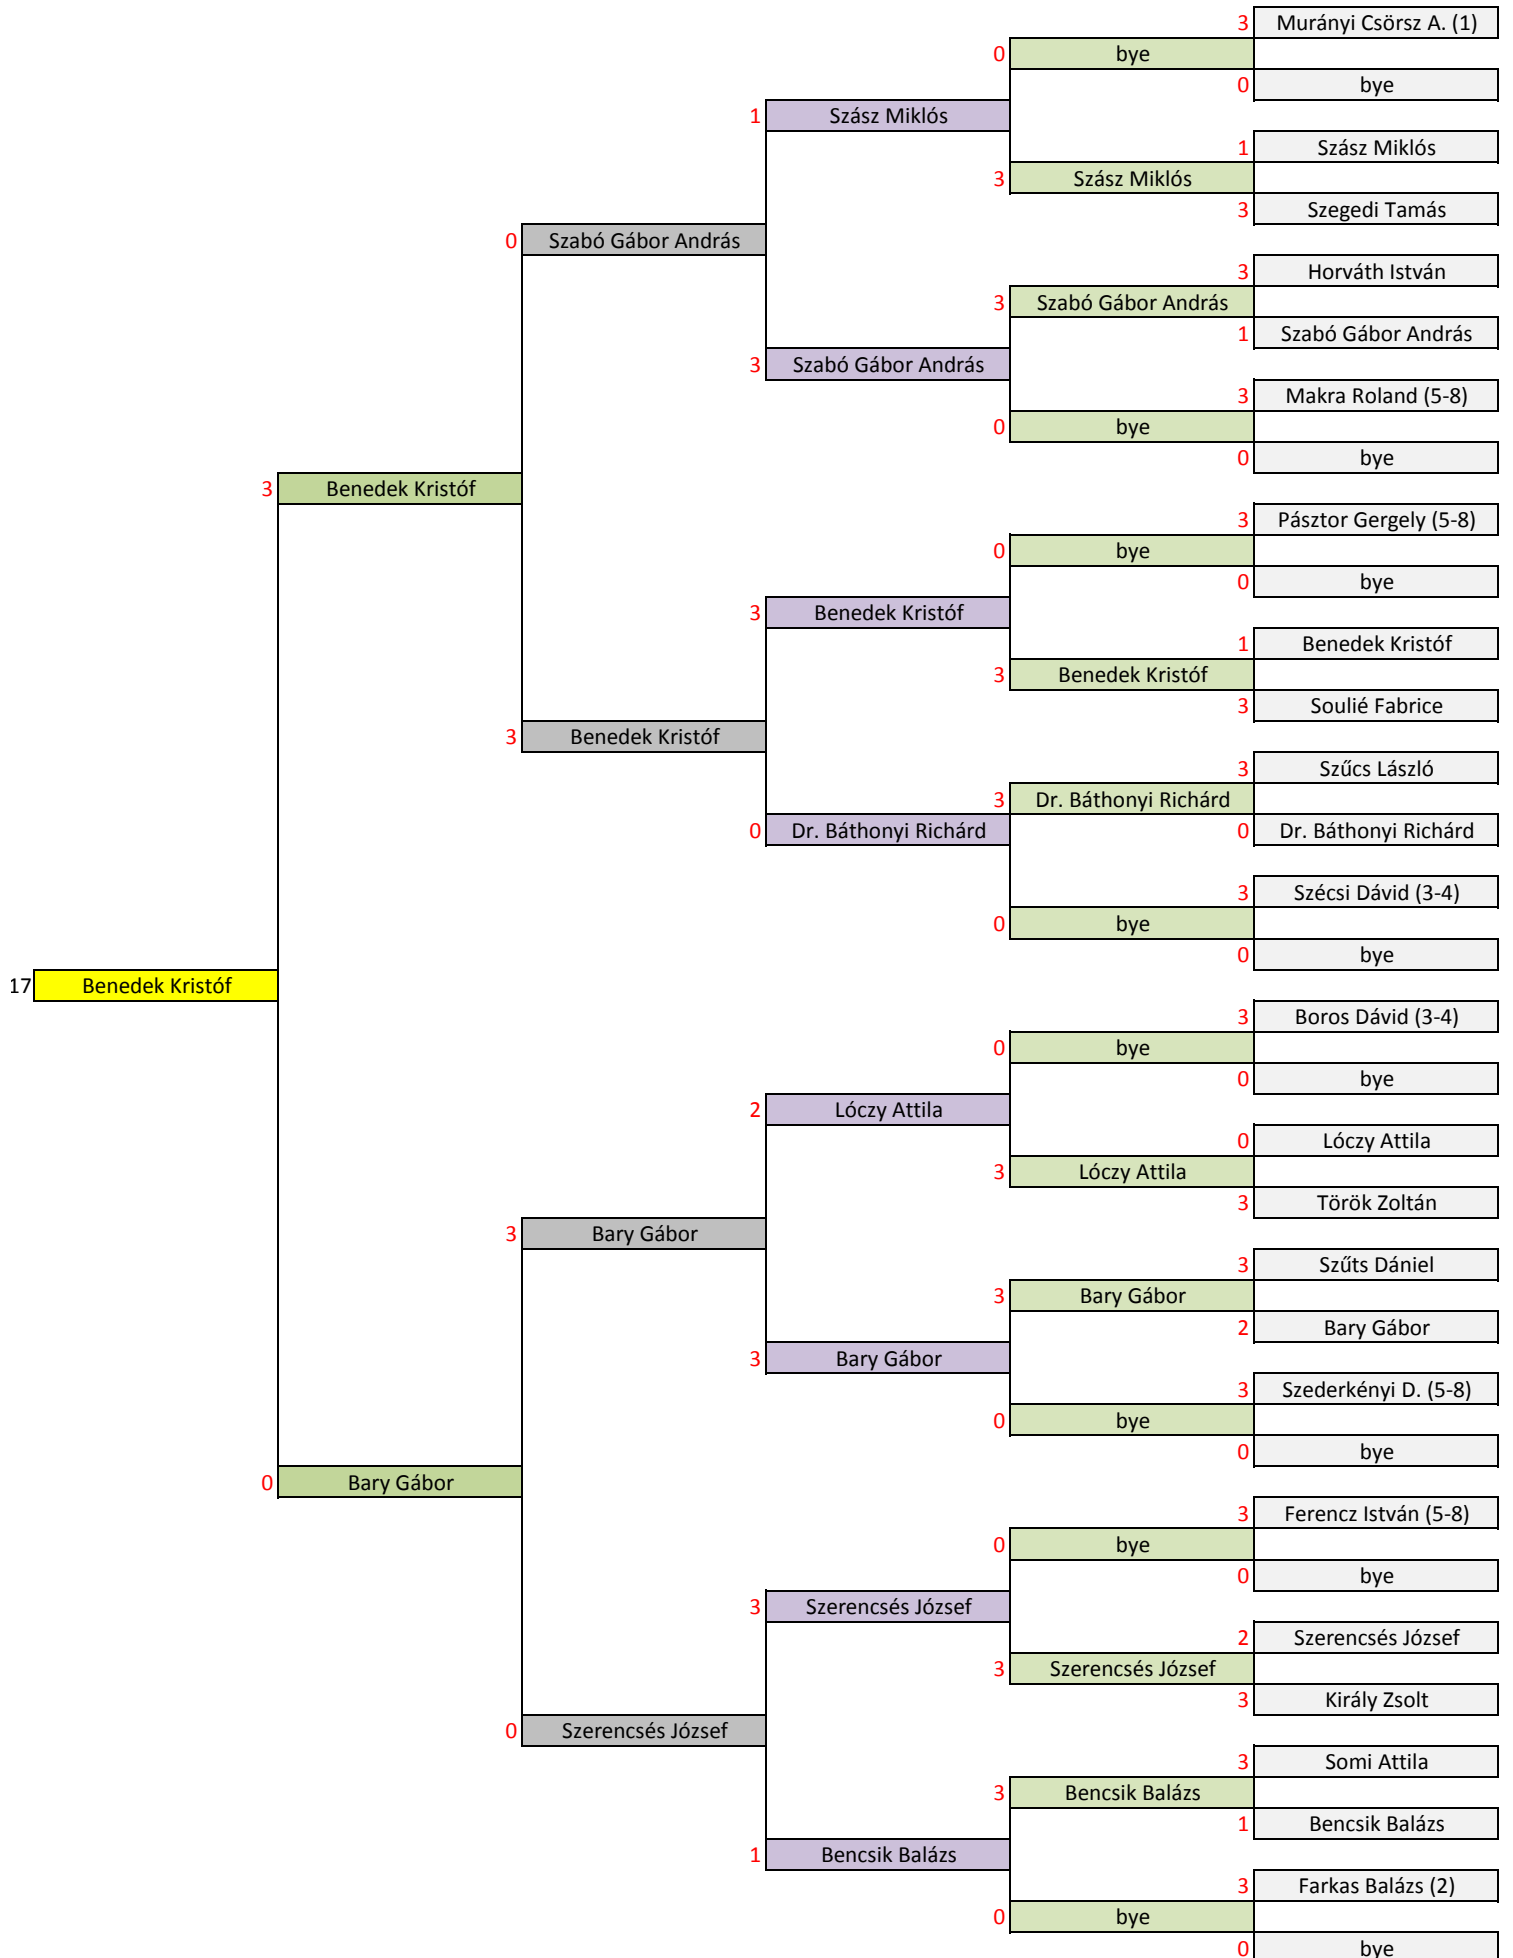 3 Murányi Csörsz A. (1)
0 bye
0 bye
1 Szász Miklós
1 Szász Miklós
3 Szász Miklós
3 Szegedi Tamás
0 Szabó Gábor András
3 Horváth István
3 Szabó Gábor András
1 Szabó Gábor András
3 Szabó Gábor András
3 Makra Roland (5-8)
0 bye
0 bye
3 Benedek Kristóf
3 Pásztor Gergely (5-8)
0 bye
0 bye
3 Benedek Kristóf
1 Benedek Kristóf
3 Benedek Kristóf
3 Soulié Fabrice
3 Benedek Kristóf
3 Szűcs László
3 Dr. Báthonyi Richárd
0 Dr. Báthonyi Richárd
0 Dr. Báthonyi Richárd
3 Szécsi Dávid (3-4)
0 bye
0 bye
17 Benedek Kristóf
3 Boros Dávid (3-4)
0 bye
0 bye
2 Lóczy Attila
0 Lóczy Attila
3 Lóczy Attila
3 Török Zoltán
3 Bary Gábor
3 Szűts Dániel
3 Bary Gábor
2 Bary Gábor
3 Bary Gábor
3 Szederkényi D. (5-8)
0 bye
0 bye
0 Bary Gábor
3 Ferencz István (5-8)
0 bye
0 bye
3 Szerencsés József
2 Szerencsés József
3 Szerencsés József
3 Király Zsolt
0 Szerencsés József
3 Somi Attila
3 Bencsik Balázs
1 Bencsik Balázs
1 Bencsik Balázs
3 Farkas Balázs (2)
0 bye
0 bye